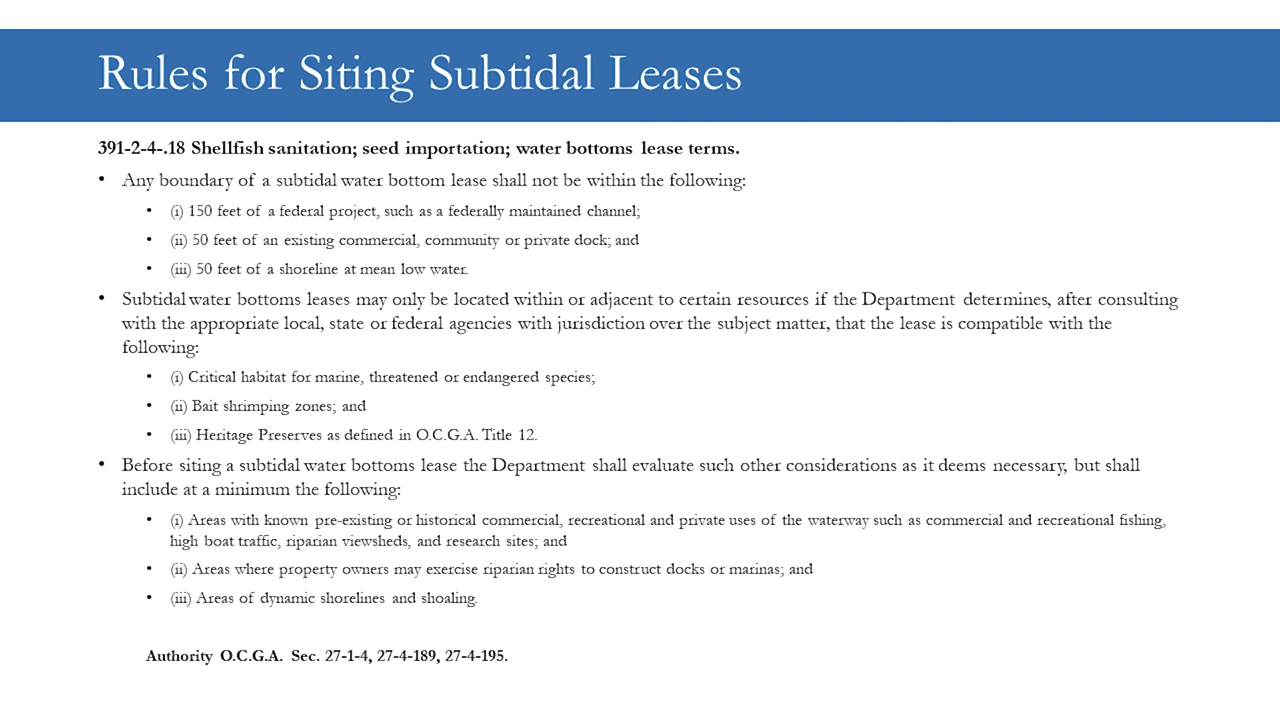 Rules for Siting Subtidal Leases
391-2-4-.18 Shellfish sanitation; seed importation; water bottoms lease terms.
• Any boundary of a subtidal water bottom lease shall not be within the following:
• (i) 150 feet of a federal project, such as a federally maintained channel;
• (ii) 50 feet of an existing commercial, community or private dock; and
• (iii) 50 feet of a shoreline at mean low water.
• Subtidal water bottoms leases may only be located within or adjacent to certain resources if the Department determines, after consulting
with the appropriate local, state or federal agencies with jurisdiction over the subject matter, that the lease is compatible with the
following:
• (i) Critical habitat for marine, threatened or endangered species;
• (ii) Bait shrimping zones; and
• (iii) Heritage Preserves as defined in O.C.G.A. Title 12.
• Before siting a subtidal water bottoms lease the Department shall evaluate such other considerations as it deems necessary, but shall
include at a minimum the following:
• (i) Areas with known pre-existing or historical commercial, recreational and private uses of the waterway such as commercial and recreational fishing,
high boat traffic, riparian viewsheds, and research sites; and
• (ii) Areas where property owners may exercise riparian rights to construct docks or marinas; and
• (iii) Areas of dynamic shorelines and shoaling.
Authority O.C.G.A. Sec. 27-1-4, 27-4-189, 27-4-195.